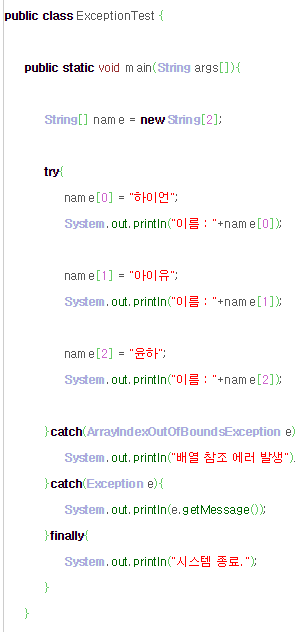 public class ExceptionTest {
public static void main(String args[]){
String[] name = new String[2];
try{
name[0] = "하이언";
System.out.println("이름 : "+name[0]);
name[1] = "아이유";
System.out.println("이름 : "+name[1]);
name[2] = "윤하";
System.out.println("이름 : "+name[2]);
}catch(ArrayIndexOutOfBoundsException e)
System.out.println("배열 참조 에러 발생").
}catch(Exception e){
System.out.println(e.getMessage());
}finally{
System.out.println("시스템 종료.");
}
}